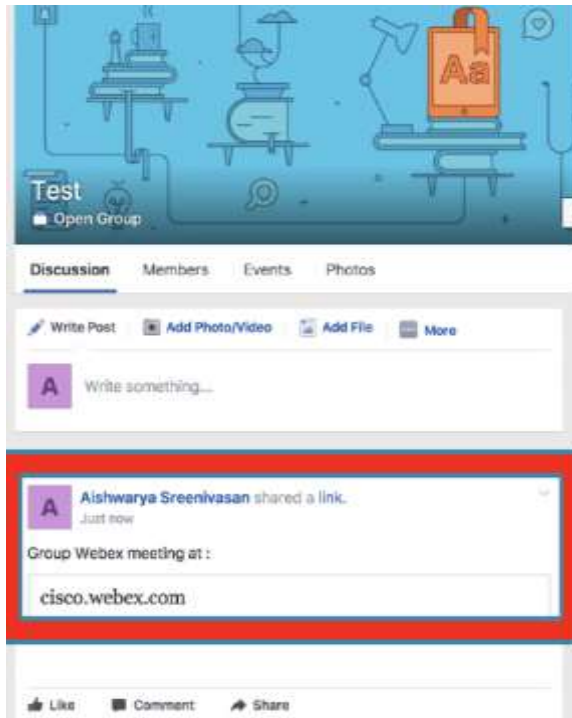 Aa
Test
Open Group
Discussion Members Events Photos
Write Post Add Photo/Video Add File More
A Write something...
A Aishwarya Sreenivasan shared a link.
Just now
Group Webex meeting at :
cisco.webex.com
Like Comment Share